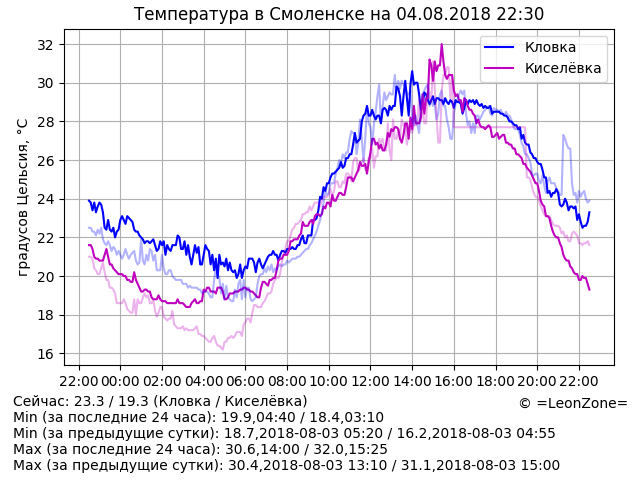 Температура в Смоленске на 04.08.2018 22:30
Кловка
Киселёвка
градусов Цельсия, °C
32
30
28
26
24
22
20
18
16
22:00 00:00 02:00 04:00 06:00 08:00 10:00 12:00 14:00 16:00 18:00 20:00 22:00
Сейчас: 23.3 / 19.3 (Кловка / Киселёвка)
© =LeonZone=
Min (за последние 24 часа): 19.9,04:40 / 18.4,03:10
Min (за предыдущие сутки): 18.7,2018-08-03 05:20 / 16.2,2018-08-03 04:55
Max (за последние 24 часа): 30.6,14:00 / 32.0,15:25
Max (за предыдущие сутки): 30.4,2018-08-03 13:10 / 31.1,2018-08-03 15:00